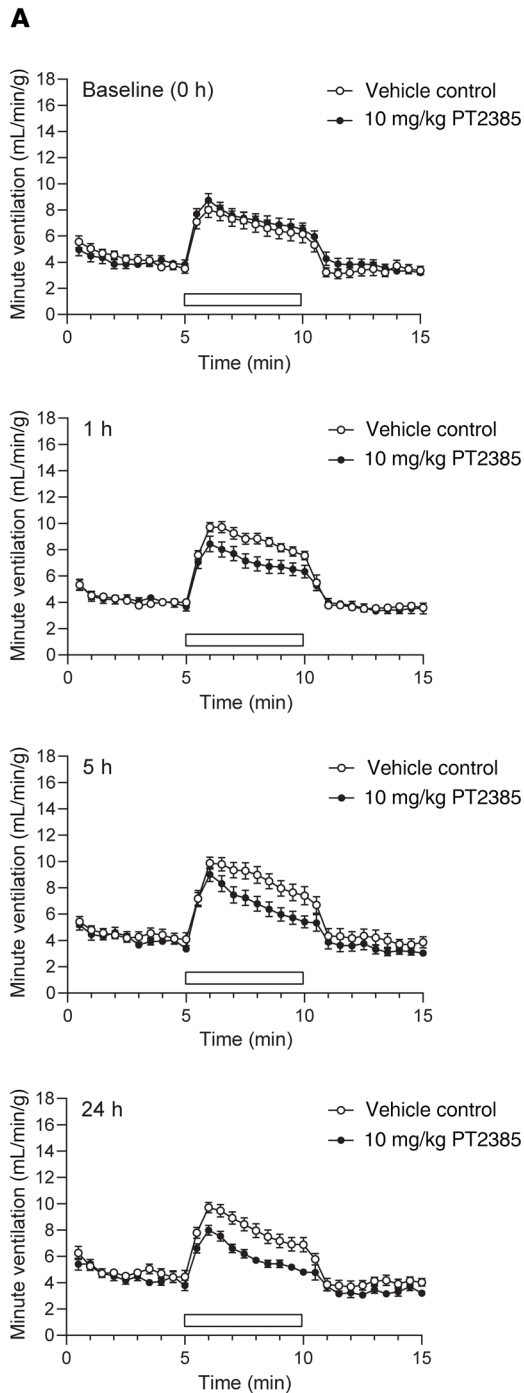 A
Baseline (0 h)
Vehicle control
10 mg/kg PT2385
Minute ventilation (mL/min/g)
18
16
14
12
10
8
6
4
2
0
0 5 10 15
Time (min)
1 h
Vehicle control
10 mg/kg PT2385
Minute ventilation (mL/min/g)
18
16
14
12
10
8
6
4
2
0
0 5 10 15
Time (min)
5 h
Vehicle control
10 mg/kg PT2385
Minute ventilation (mL/min/g)
18
16
14
12
10
8
6
4
2
0
0 5 10 15
Time (min)
24 h
Vehicle control
10 mg/kg PT2385
Minute ventilation (mL/min/g)
18
16
14
12
10
8
6
4
2
0
0 5 10 15
Time (min)